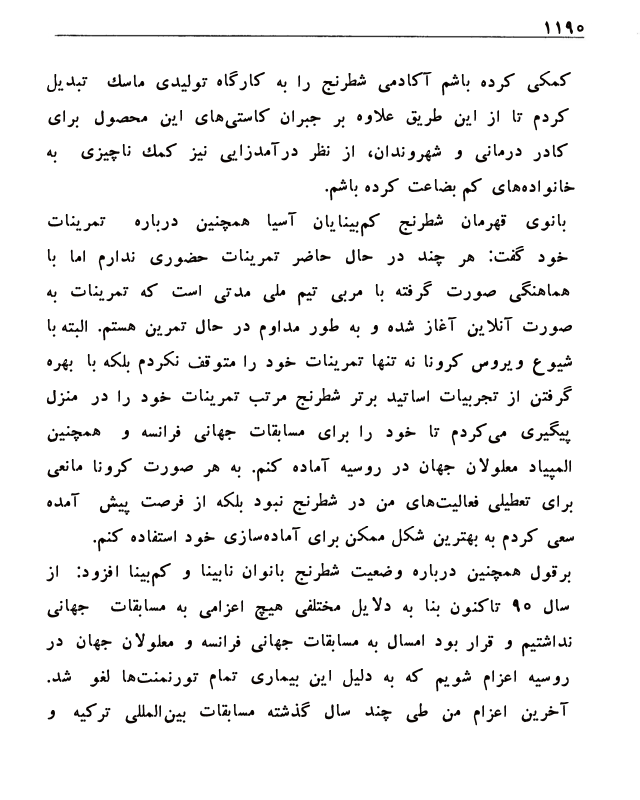 ۱۱۹۰
کمکی کرده باشم آکادمی شطرنج را به کارگاه تولیدی ماسك تبدیل
کردم تا از این طریق علاوه بر جبران کاستی‌های این محصول برای
کادر درمانی و شهروندان، از نظر درآمدزایی نیز کمك ناچیزی به
خانواده‌های کم بضاعت کرده باشم.
بانوی قهرمان شطرنج کم‌بینایان آسیا همچنین درباره تمرینات
خود گفت: هر چند در حال حاضر تمرینات حضوری ندارم اما با
هماهنگی صورت گرفته با مربی تیم ملی مدتی است که تمرینات به
صورت آنلاین آغاز شده و به طور مداوم در حال تمرین هستم. البته با
شیوع ویروس کرونا نه تنها تمرینات خود را متوقف نکردم بلکه با بهره
گرفتن از تجربیات اساتید برتر شطرنج مرتب تمرینات خود را در منزل
پیگیری می‌کردم تا خود را برای مسابقات جهانی فرانسه و همچنین
المپیاد معلولان جهان در روسیه آماده کنم. به هر صورت کرونا مانعی
برای تعطیلی فعالیت‌های من در شطرنج نبود بلکه از فرصت پیش آمده
سعی کردم به بهترین شکل ممکن برای آماده‌سازی خود استفاده کنم.
برقول همچنین درباره وضعیت شطرنج بانوان نابینا و کم‌بینا افزود: از
سال ۹۰ تاکنون بنا به دلایل مختلفی هیچ اعزامی به مسابقات جهانی
نداشتیم و قرار بود امسال به مسابقات جهانی فرانسه و معلولان جهان در
روسیه اعزام شویم که به دلیل این بیماری تمام تورنمنت‌ها لغو شد.
آخرین اعزام من طی چند سال گذشته مسابقات بین‌المللی ترکیه و